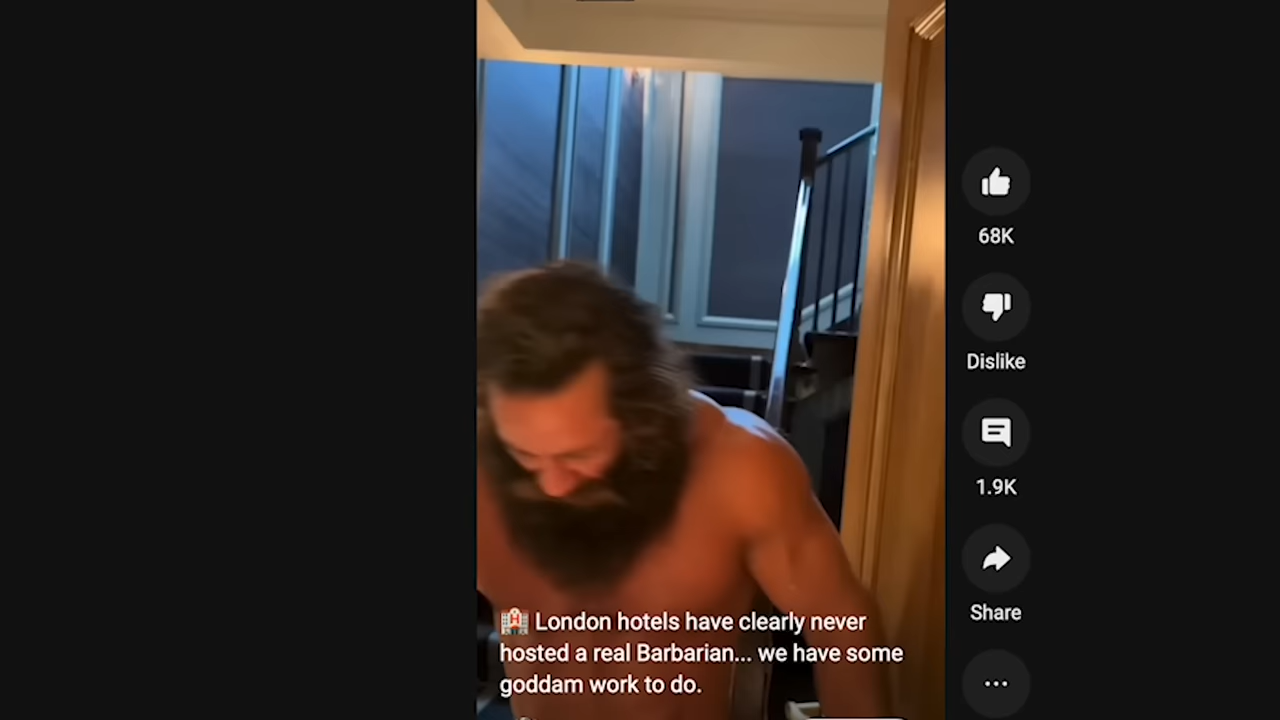 68K
Dislike
1.9K
Share
🏨 London hotels have clearly never
hosted a real Barbarian... we have some
goddam work to do.